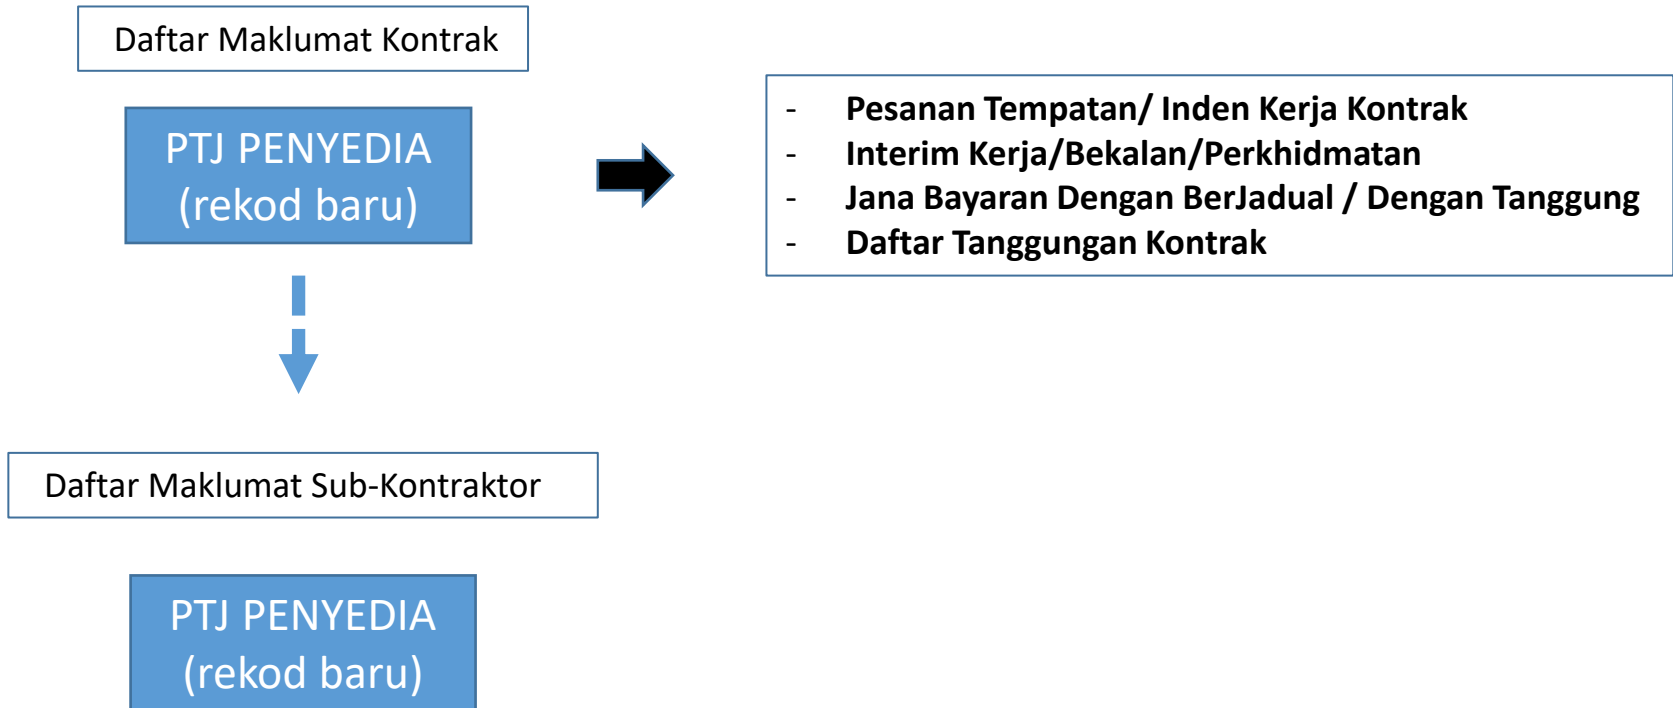 Daftar Maklumat Kontrak
PTJ PENYEDIA
(rekod baru)
- Pesanan Tempatan/ Inden Kerja Kontrak
- Interim Kerja/Bekalan/Perkhidmatan
- Jana Bayaran Dengan BerJadual / Dengan Tanggung
- Daftar Tanggungan Kontrak
Daftar Maklumat Sub-Kontraktor
PTJ PENYEDIA
(rekod baru)